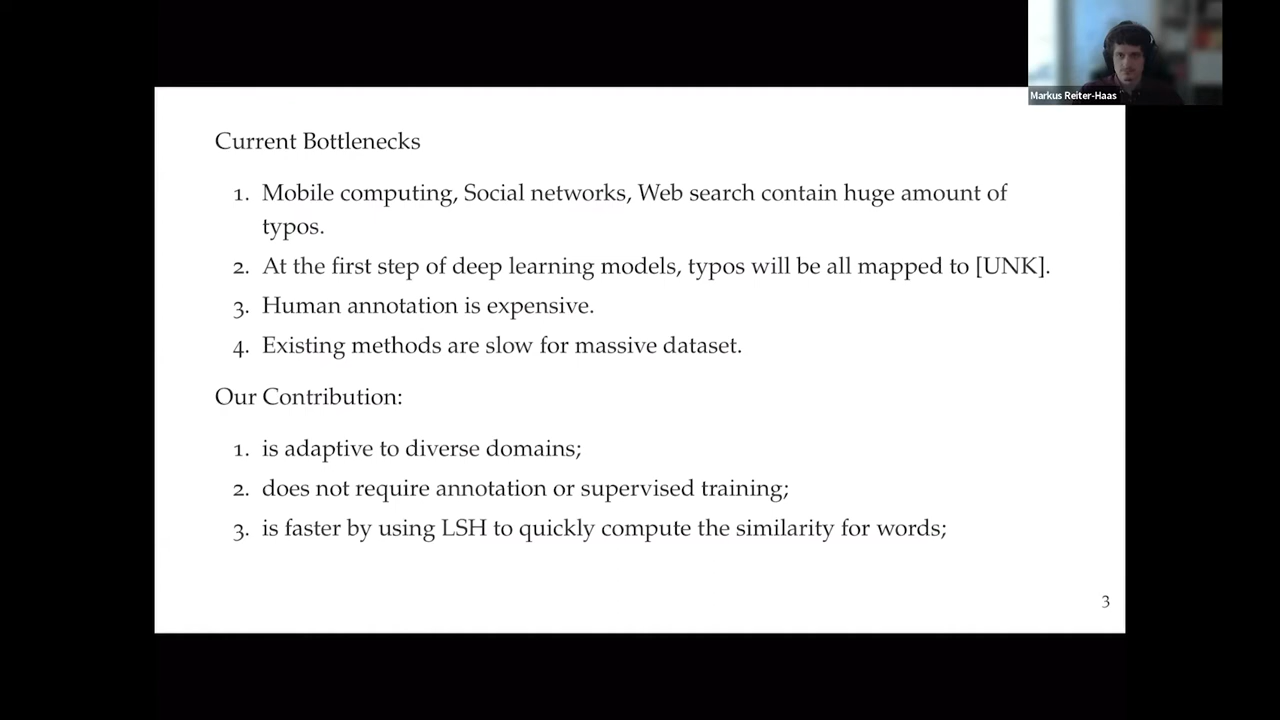 Markus Reiter-Haas
Current Bottlenecks
1. Mobile computing, Social networks, Web search contain huge amount of
typos.
2. At the first step of deep learning models, typos will be all mapped to [UNK].
3. Human annotation is expensive.
4. Existing methods are slow for massive dataset.
Our Contribution:
1. is adaptive to diverse domains;
2. does not require annotation or supervised training;
3. is faster by using LSH to quickly compute the similarity for words;
3